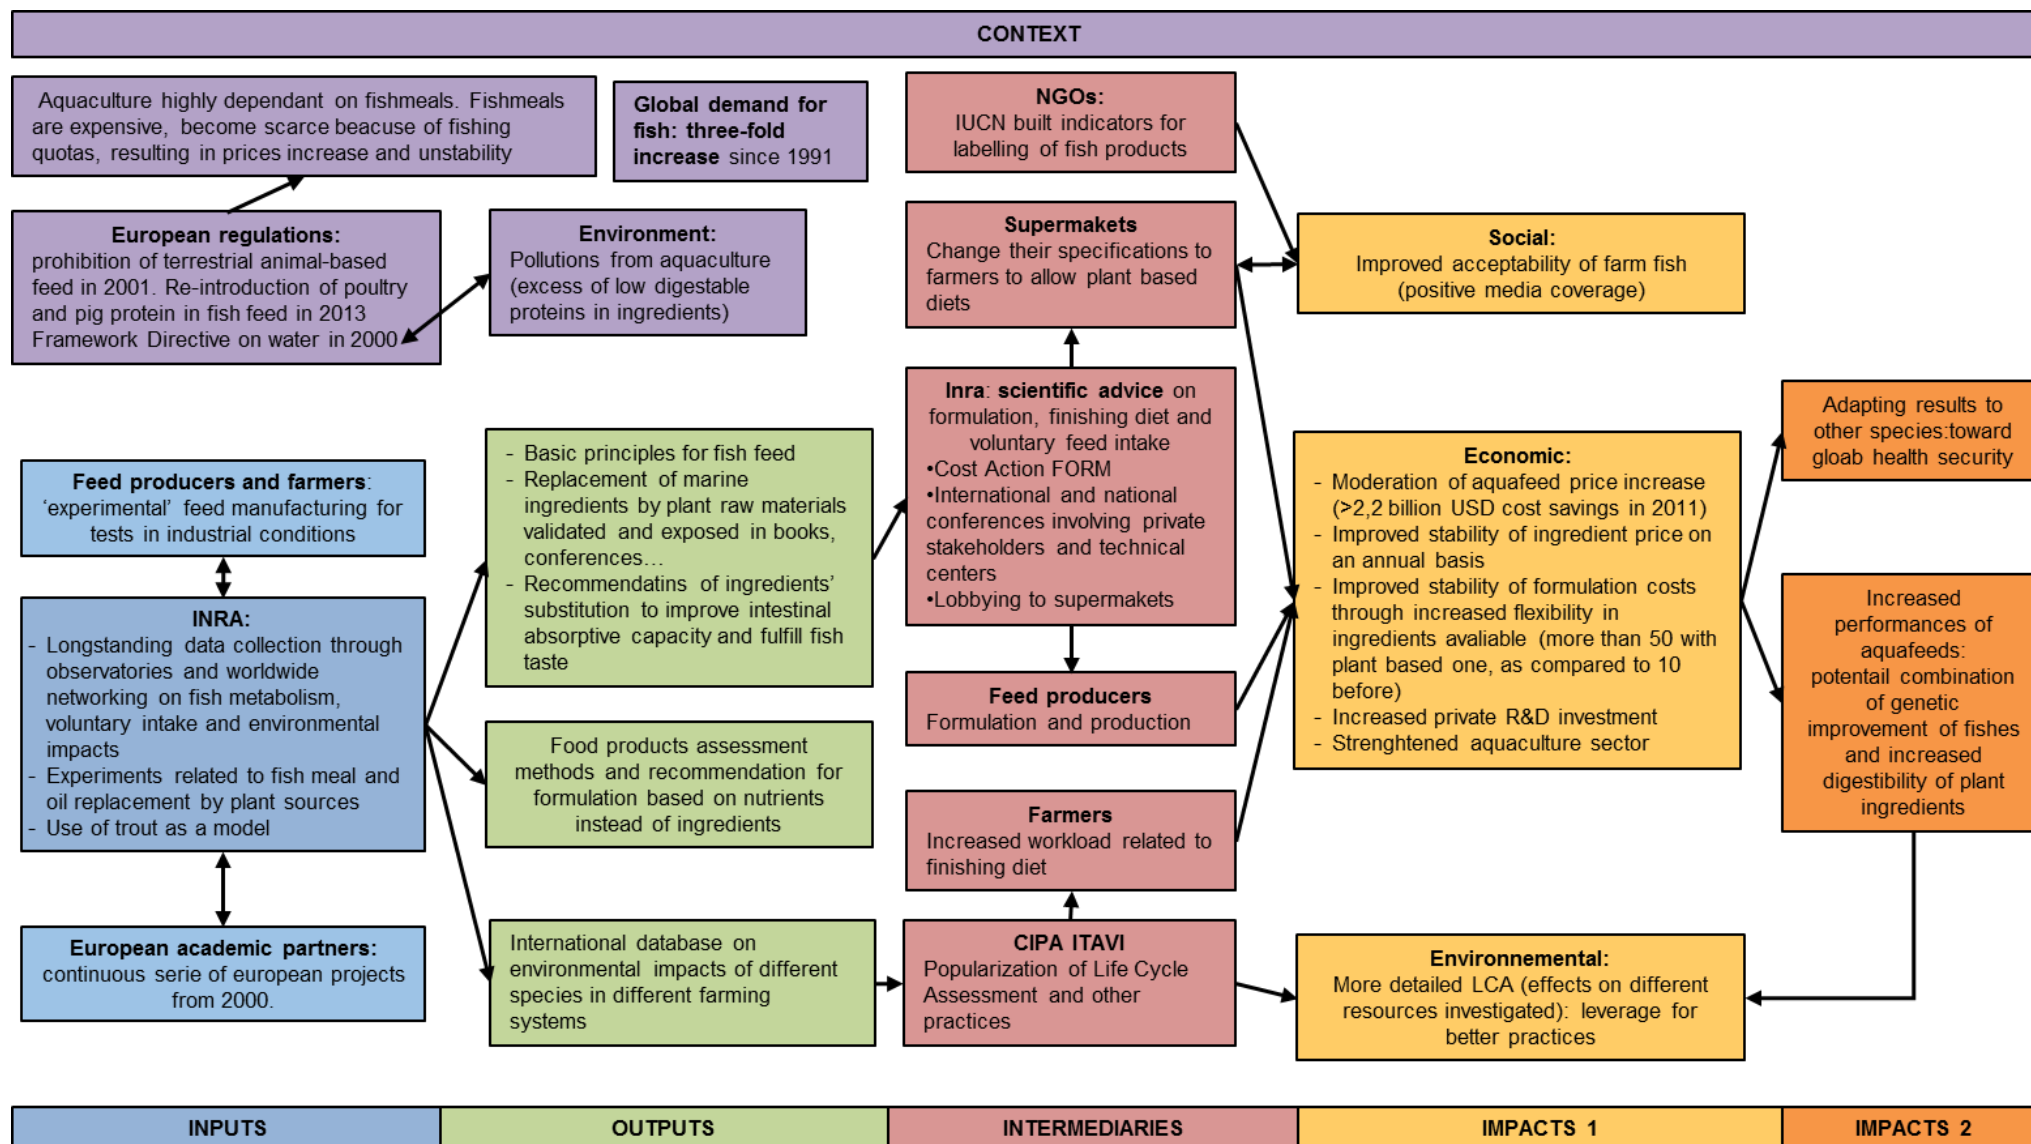 CONTEXT
Aquaculture highly dependant on fishmeals. Fishmeals
are expensive, become scarce beacuse of fishing
quotas, resulting in prices increase and unstability
Global demand for
fish: three-fold
increase since 1991
European regulations:
prohibition of terrestrial animal-based
feed in 2001. Re-introduction of poultry
and pig protein in fish feed in 2013
Framework Directive on water in 2000
Environment:
Pollutions from aquaculture
(excess of low digestable
proteins in ingredients)
Feed producers and farmers:
‘experimental’ feed manufacturing for
tests in industrial conditions
INRA:
- Longstanding data collection through
observatories and worldwide
networking on fish metabolism,
voluntary intake and environmental
impacts
- Experiments related to fish meal and
oil replacement by plant sources
- Use of trout as a model
European academic partners:
continuous serie of european projects
from 2000.
- Basic principles for fish feed
- Replacement of marine
ingredients by plant raw materials
validated and exposed in books,
conferences…
- Recommendatins of ingredients’
substitution to improve intestinal
absorptive capacity and fulfill fish
taste
Food products assessment
methods and recommendation for
formulation based on nutrients
instead of ingredients
International database on
environmental impacts of different
species in different farming
systems
NGOs:
IUCN built indicators for
labelling of fish products
Supermakets
Change their specifications to
farmers to allow plant based
diets
Inra: scientific advice on
formulation, finishing diet and
voluntary feed intake
•Cost Action FORM
•International and national
conferences involving private
stakeholders and technical
centers
•Lobbying to supermakets
Feed producers
Formulation and production
Farmers
Increased workload related to
finishing diet
CIPA ITAVI
Popularization of Life Cycle
Assessment and other
practices
Social:
Improved acceptability of farm fish
(positive media coverage)
Economic:
- Moderation of aquafeed price increase
(>2,2 billion USD cost savings in 2011)
- Improved stability of ingredient price on
an annual basis
- Improved stability of formulation costs
through increased flexibility in
ingredients avaliable (more than 50 with
plant based one, as compared to 10
before)
- Increased private R&D investment
- Strenghtened aquaculture sector
Environnemental:
More detailed LCA (effects on different
resources investigated): leverage for
better practices
Adapting results to
other species:toward
gloab health security
Increased
performances of
aquafeeds:
potentail combination
of genetic
improvement of fishes
and increased
digestibility of plant
ingredients
INPUTS
OUTPUTS
INTERMEDIARIES
IMPACTS 1
IMPACTS 2